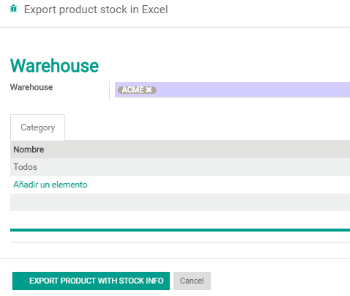 Export product stock in Excel
Warehouse
Warehouse
ACME ×
Category
Nombre
Todos
Añadir un elemento
EXPORT PRODUCT WITH STOCK INFO
Cancel